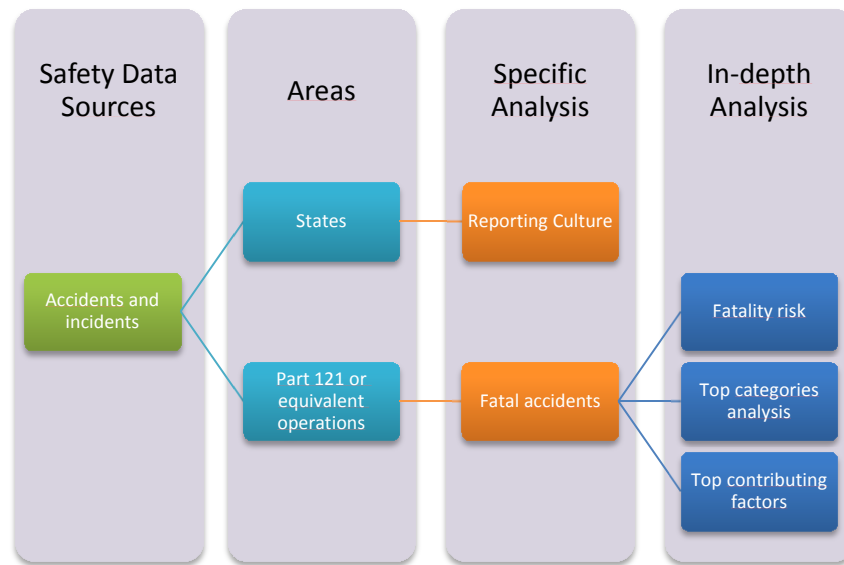 Safety Data
Sources
Areas
Specific
Analysis
In-depth
Analysis
States
Reporting Culture
Accidents and
incidents
Fatality risk
Part 121 or
equivalent
operations
Fatal accidents
Top categories
analysis
Top contributing
factors